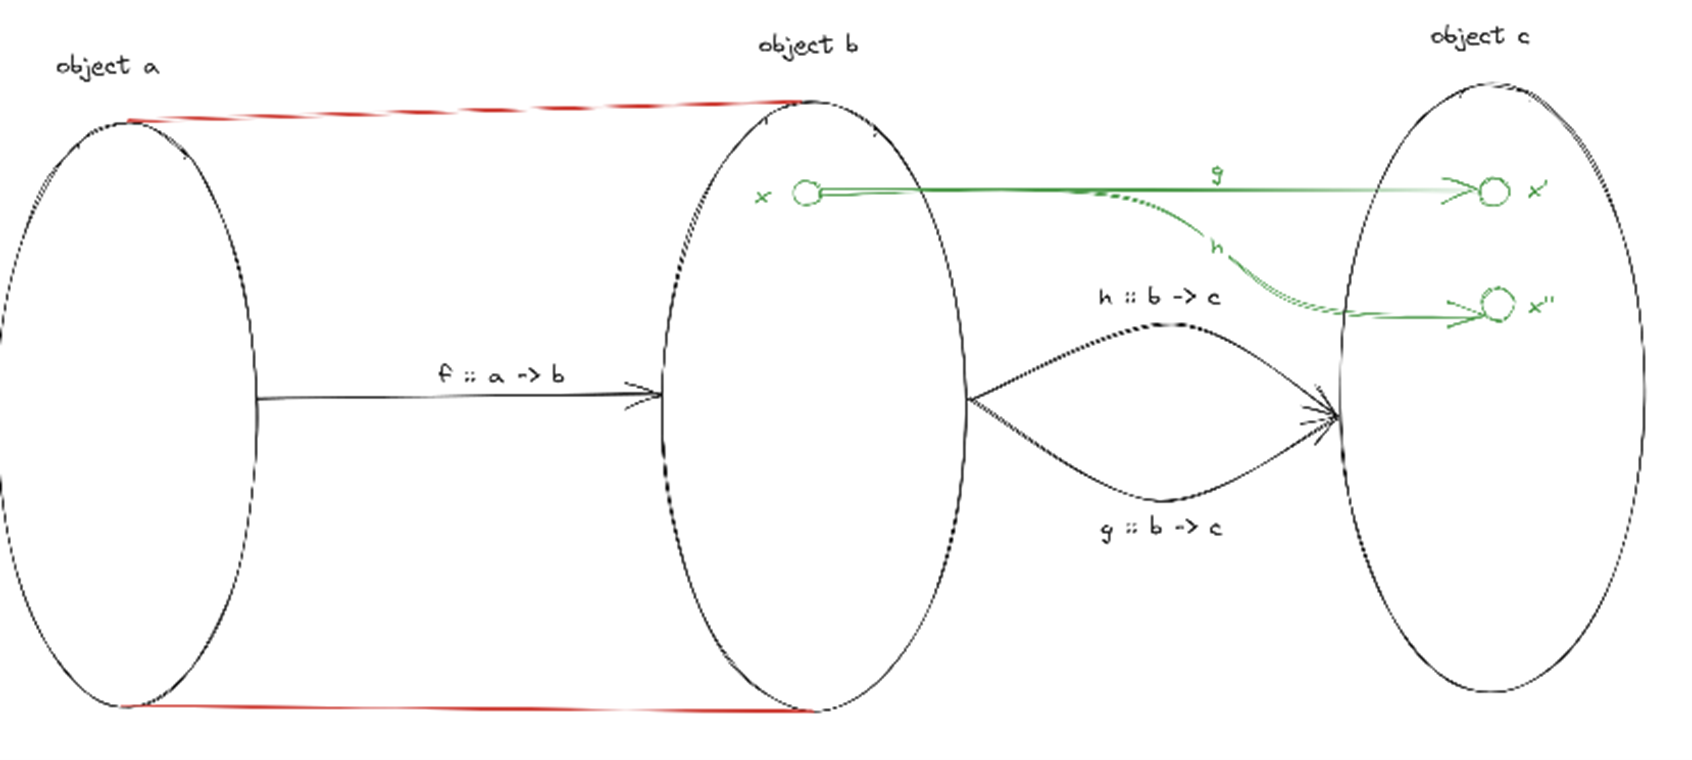 object a
object b
object c
g
x
x'
h
x"
h :: b -> c
f :: a -> b
g :: b -> c